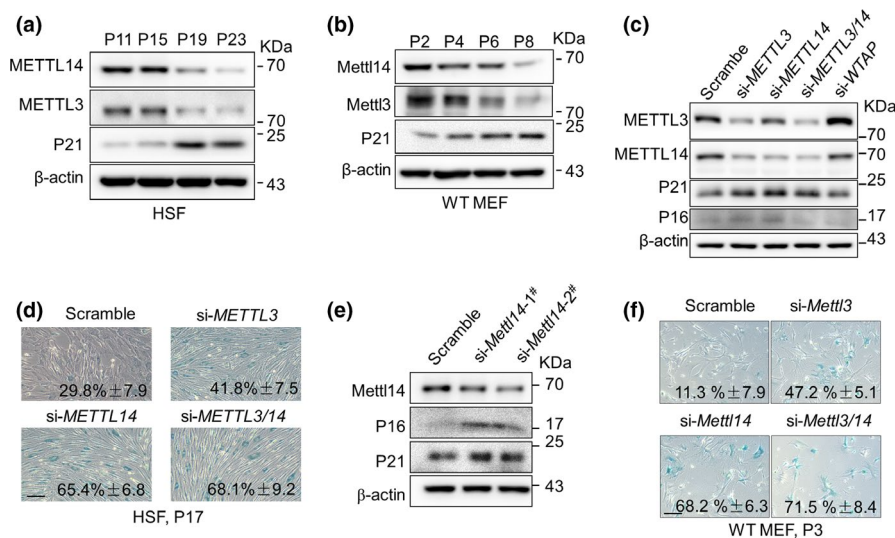 (a)
P11 P15 P19 P23
KDa
METTL14
70
METTL3
70
P21
25
β-actin
43
HSF
(b)
P2 P4 P6 P8
KDa
Mettl14
70
Mettl3
70
P21
25
β-actin
43
WT MEF
(c)
Scrambe
si-METTL3
si-METTL14
si-METTL3/14
si-WTAP
KDa
METTL3
70
METTL14
70
25
P21
P16
17
β-actin
43
(d)
Scramble
si-METTL3
29.8%±7.9
41.8%±7.5
si-METTL14
si-METTL3/14
65.4%±6.8
68.1%±9.2
HSF, P17
(e)
Scramble
si-Mettl14-1#
si-Mettl14-2#
KDa
Mettl14
70
P16
17
25
P21
β-actin
43
(f)
Scramble
si-Mettl3
11.3 %±7.9
47.2 %±5.1
si-Mettl14
si-Mettl3/14
68.2 %±6.3
71.5 %±8.4
WT MEF, P3